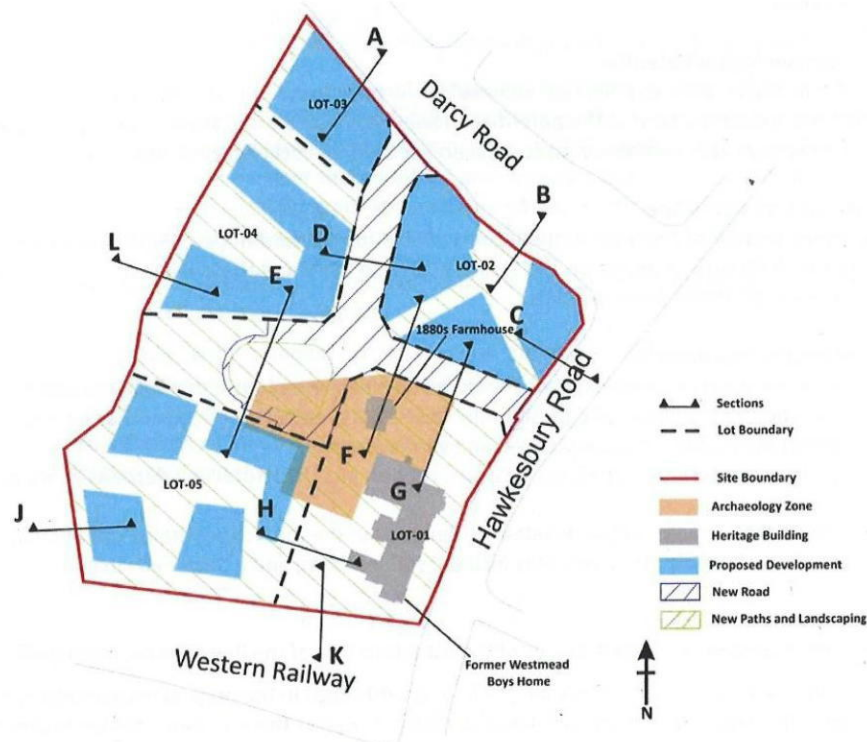 A
LOT-03
Darcy Road
B
D
LOT-04
LOT-02
L
E
C
1880s Farmhouse
Hawkesbury Road
F
G
LOT-05
H
J
LOT-01
K
Western Railway
Former Westmead
Boys Home
Sections
Lot Boundary
Site Boundary
Archaeology Zone
Heritage Building
Proposed Development
New Road
New Paths and Landscaping
N